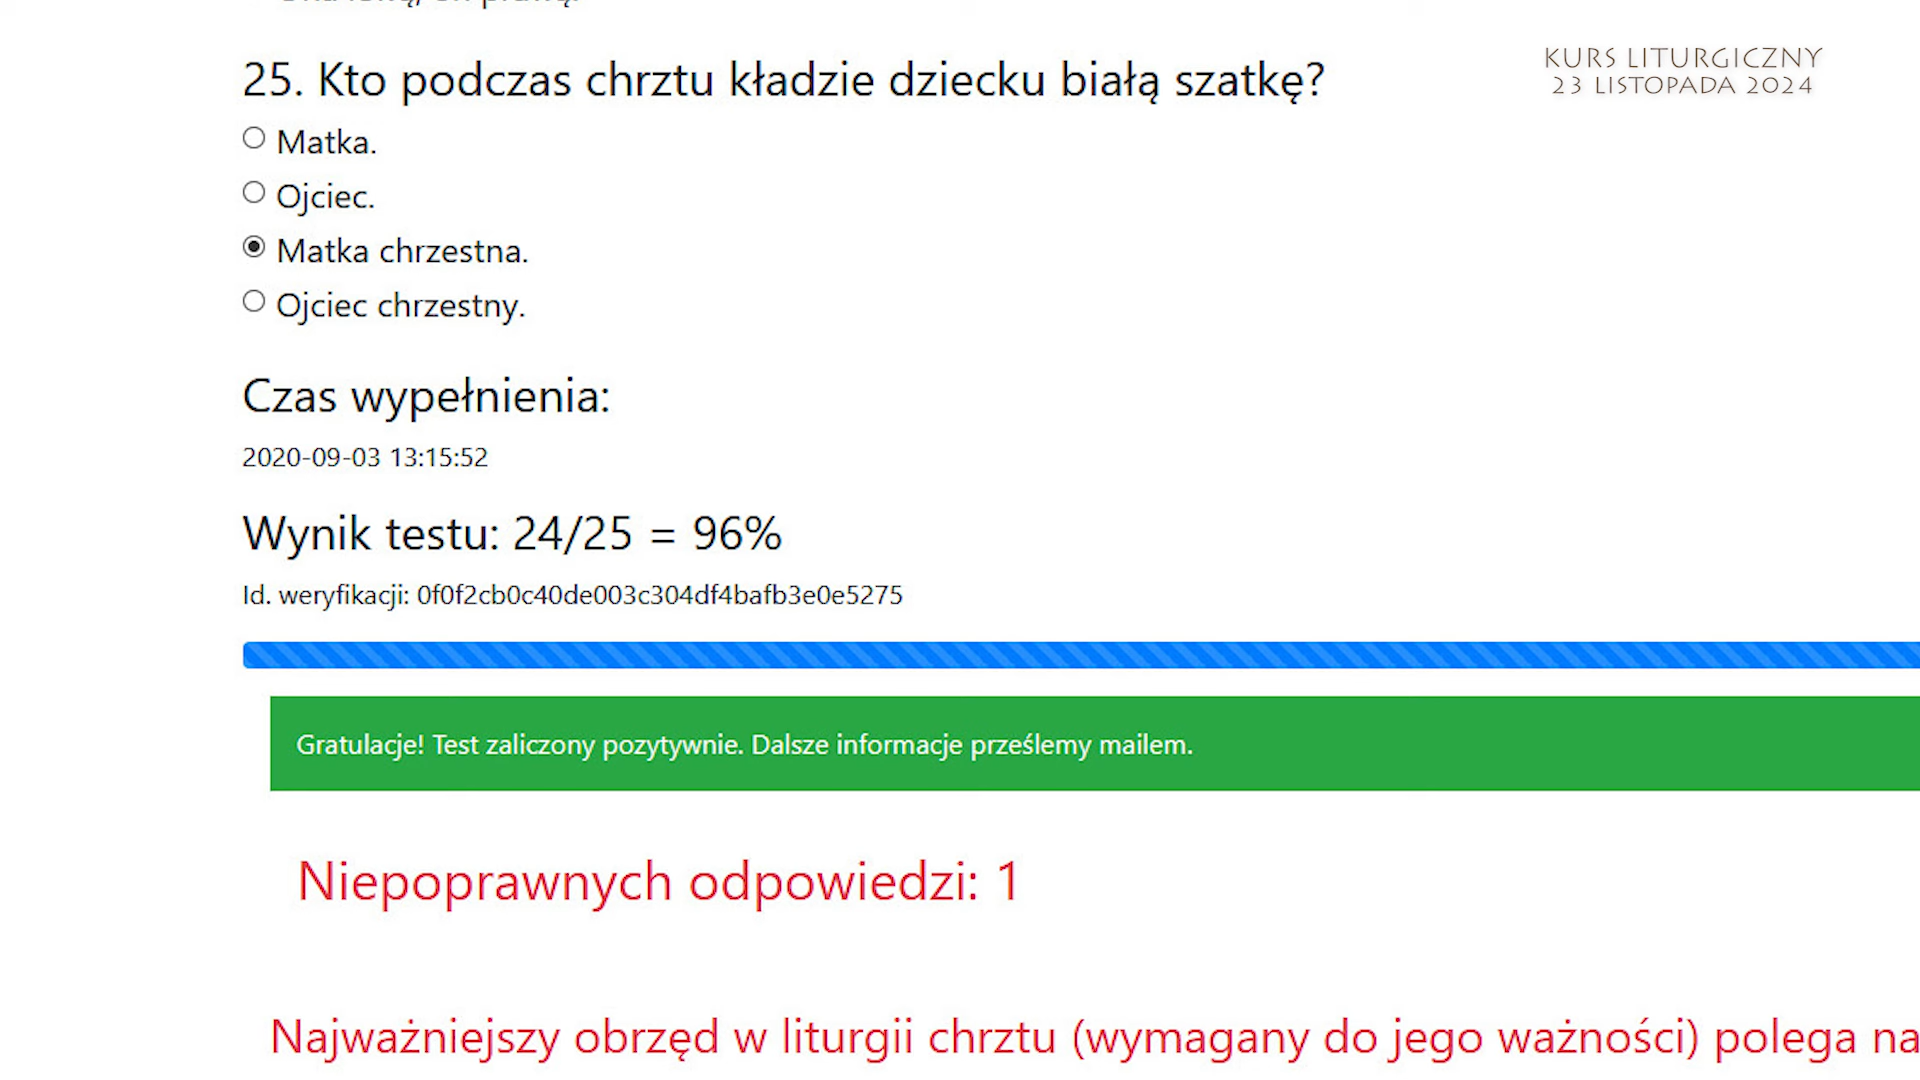 25. Kto podczas chrztu kładzie dziecku białą szatkę?
KURS LITURGICZNY
23 LISTOPADA 2024
Matka.
Ojciec.
Matka chrzestna.
Ojciec chrzestny.
Czas wypełnienia:
2020-09-03 13:15:52
Wynik testu: 24/25 = 96%
Id. weryfikacji: 0f0f2cb0c40de003c304df4bafb3e0e5275
Gratulacje! Test zaliczony pozytywnie. Dalsze informacje prześlemy mailem.
Niepoprawnych odpowiedzi: 1
Najważniejszy obrzęd w liturgii chrztu (wymagany do jego ważności) polega na